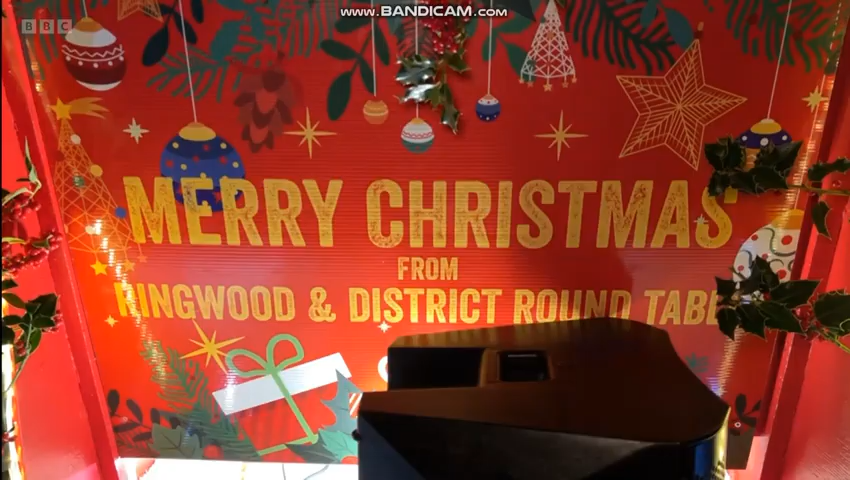 BBC
www.BANDICAM.com
MERRY CHRISTMAS
FROM
RINGWOOD & DISTRICT ROUND TABLE